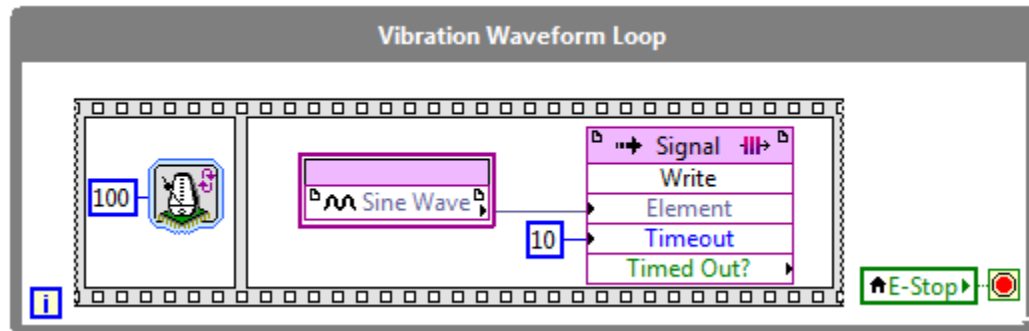 Vibration Waveform Loop
100
Sine Wave
Signal
Write
Element
10
Timeout
Timed Out?
i
E-Stop